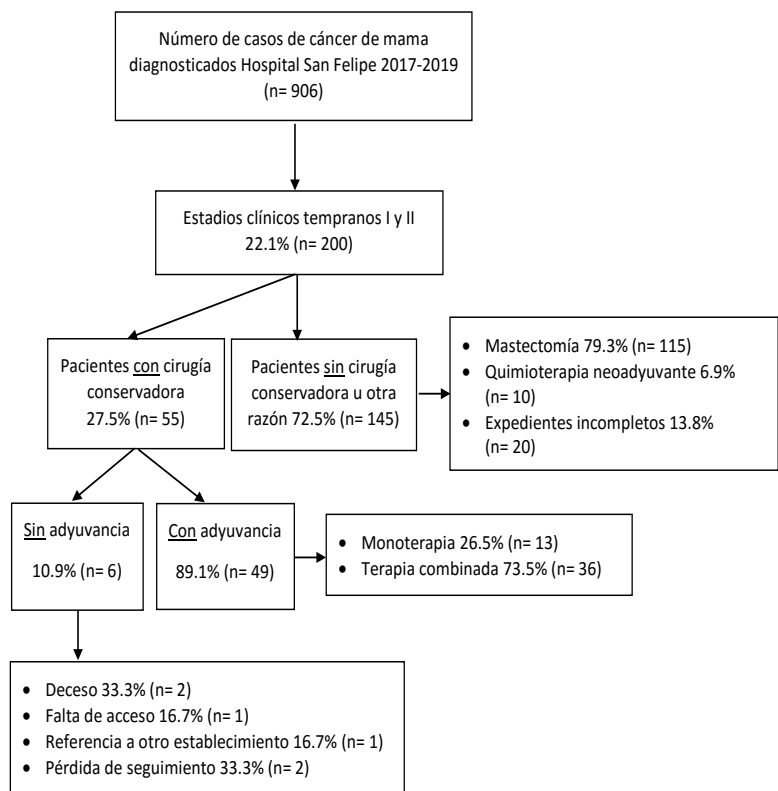 Número de casos de cáncer de mama
diagnosticados Hospital San Felipe 2017-2019
(n= 906)
Estadios clínicos tempranos I y II
22.1% (n= 200)
Pacientes con cirugía
conservadora
27.5% (n= 55)
Pacientes sin cirugía
conservadora u otra
razón 72.5% (n= 145)
• Mastectomía 79.3% (n= 115)
• Quimioterapia neoadyuvante 6.9%
(n= 10)
• Expedientes incompletos 13.8%
(n= 20)
Sin adyuvancia
10.9% (n= 6)
Con adyuvancia
89.1% (n= 49)
• Monoterapia 26.5% (n= 13)
• Terapia combinada 73.5% (n= 36)
• Deceso 33.3% (n= 2)
• Falta de acceso 16.7% (n= 1)
• Referencia a otro establecimiento 16.7% (n= 1)
• Pérdida de seguimiento 33.3% (n= 2)